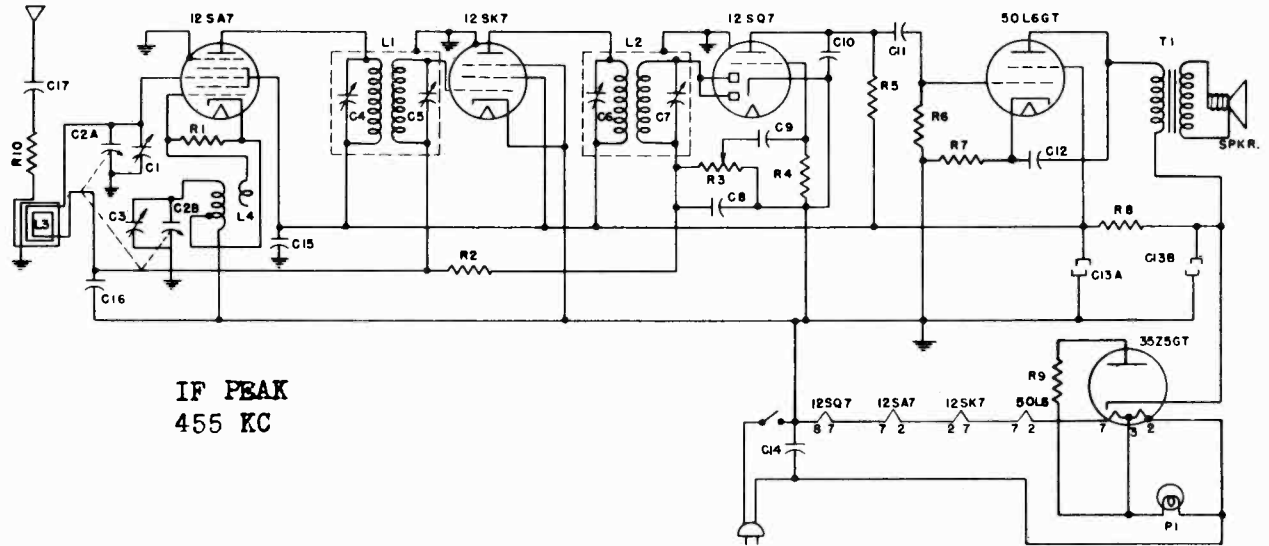 12SA7
12SK7
12SQ7
50L6GT
L1
L2
C10
C11
T1
C17
C2A
C1
R1
C4
C5
C6
C7
C9
R5
R6
R7
C12
SPKR.
R10
L3
C3
C2B
L4
R3
R4
C8
R8
C15
R2
C13A
C13B
C16
35Z5GT
R9
IF PEAK
455 KC
12SQ7
12SA7
12SK7
50L6
8 7
7 2
2 7
7 2
7
3
2
C14
P1